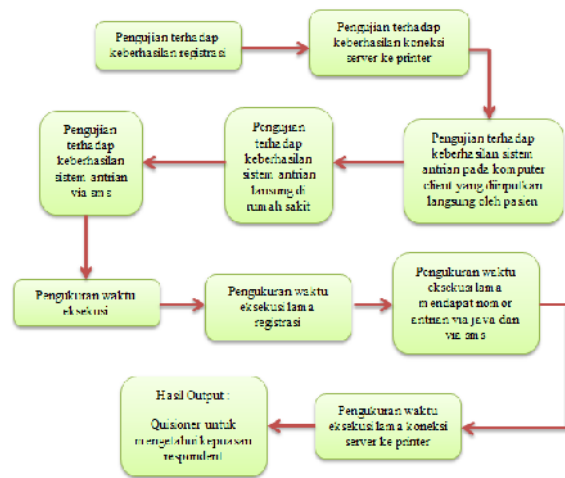 Pengujian terhadap
keberhasilan registrasi
Pengujian terhadap
keberhasilan koneksi
server ke printer
Pengujian terhadap
keberhasilan sistem
antrian pada komputer
client yang diinputkan
langsung oleh pasien
Pengujian
terhadap
keberhasilan
sistem antrian
lansung di
rumah sakit
Pengujian
terhadap
keberhasilan
sistem antrian
via sms
Pengukuran waktu
eksekusi
Pengukuran waktu
eksekusi lama
registrasi
Pengukuran waktu
eksekusi lama
mendapat nomor
antrian via java dan
via sms
Pengukuran waktu
eksekusi lama koneksi
server ke printer
Hasil Output :
Quisioner untuk
mengetahui kepuasan
respondent